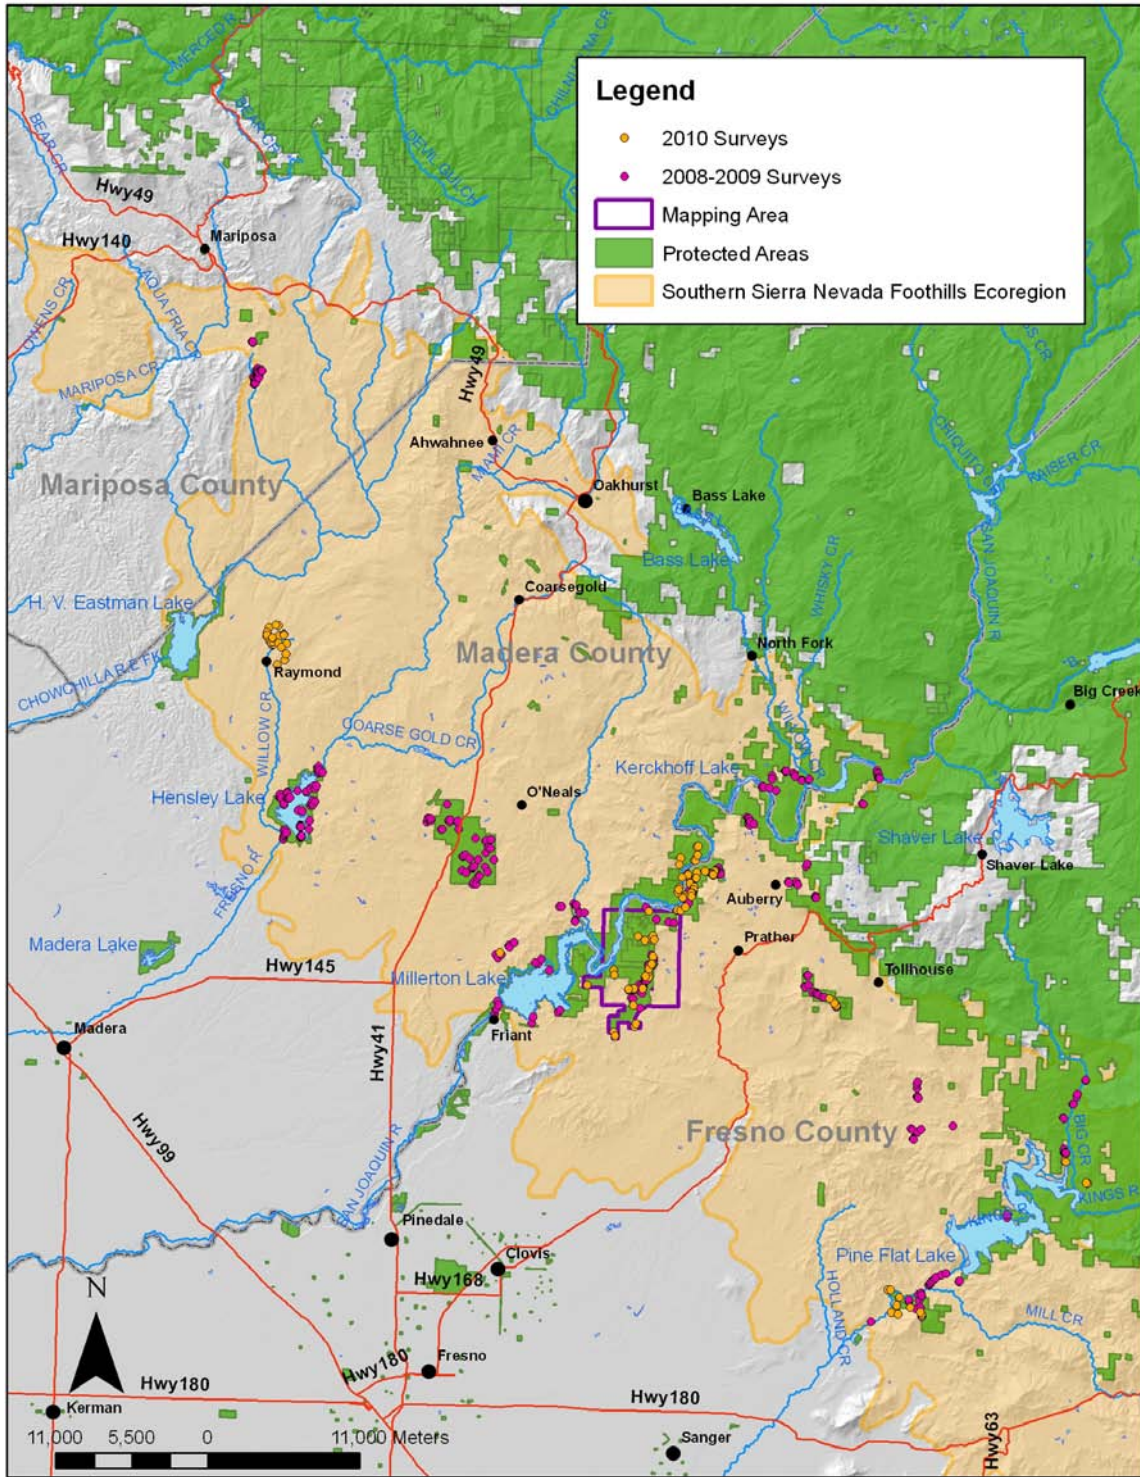 Legend
2010 Surveys
2008-2009 Surveys
Mapping Area
Protected Areas
Southern Sierra Nevada Foothills Ecoregion
MERCED R
BEAR CR
BEAR CR
DEVIL GULCH
Hwy49
Hwy140
Mariposa
OWENS CR
AQUA FRIA CR
MARIPOSA CR
Hwy49
Ahwahnee
MIAMI CR
Mariposa County
Oakhurst
Bass Lake
Bass Lake
CHIQUITO CR
KAISER CR
SAN JOAQUIN R
WHISKY CR
Coarsegold
H. V. Eastman Lake
Madera County
North Fork
Raymond
CHOWCHILLA R E FK
Big Creek
WILLOW CR
COARSE GOLD CR
WILLOW CR
Kerckhoff Lake
Hensley Lake
O'Neals
Shaver Lake
Shaver Lake
FRESNO R
Auberry
Madera Lake
Prather
Hwy145
Millerton Lake
Tollhouse
Madera
Friant
Hwy41
Hwy99
Fresno County
BIG CR
KINGS R
SAN JOAQUIN R
Pinedale
KINGS R
Clovis
Pine Flat Lake
Hwy168
HOLLAND CR
MILL CR
N
Fresno
Hwy180
Hwy180
Hwy180
Kerman
11,000 5,500 0 11,000 Meters
Sanger
Hwy63